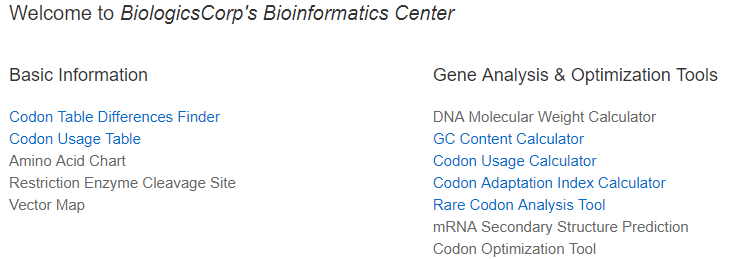 Welcome to BiologicsCorp's Bioinformatics Center
Basic Information
Codon Table Differences Finder
Codon Usage Table
Amino Acid Chart
Restriction Enzyme Cleavage Site
Vector Map
Gene Analysis & Optimization Tools
DNA Molecular Weight Calculator
GC Content Calculator
Codon Usage Calculator
Codon Adaptation Index Calculator
Rare Codon Analysis Tool
mRNA Secondary Structure Prediction
Codon Optimization Tool